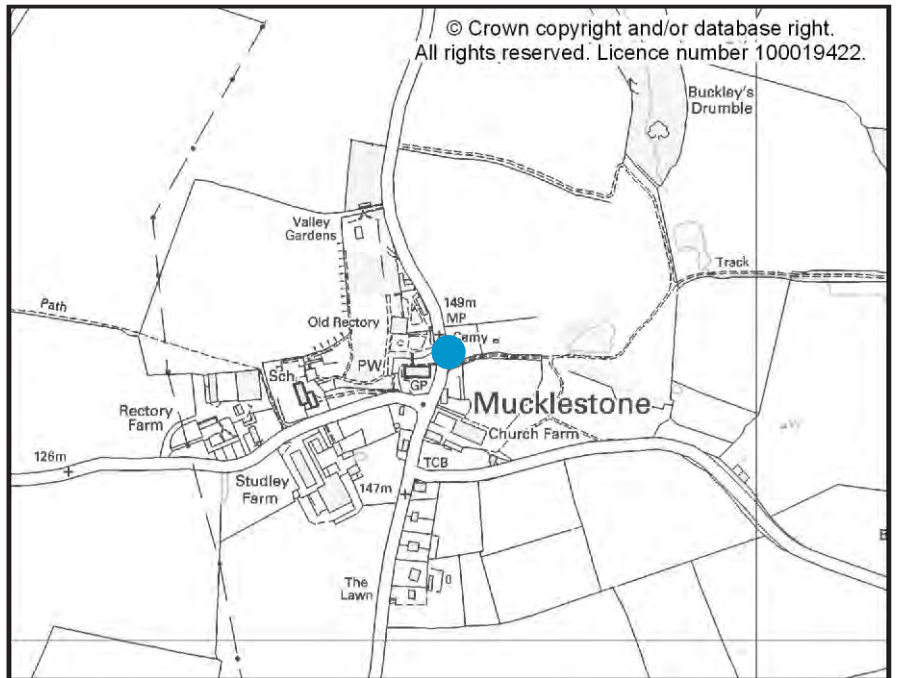 © Crown copyright and/or database right.
All rights reserved. Licence number 100019422.
Buckley's
Drumble
Valley
Gardens
Track
Path
149m
MP
Old Rectory
Cemy
PW
Sch
GP
Mucklestone
Rectory
Farm
Church Farm
126m
TCB
Studley
Farm
147m
The
Lawn